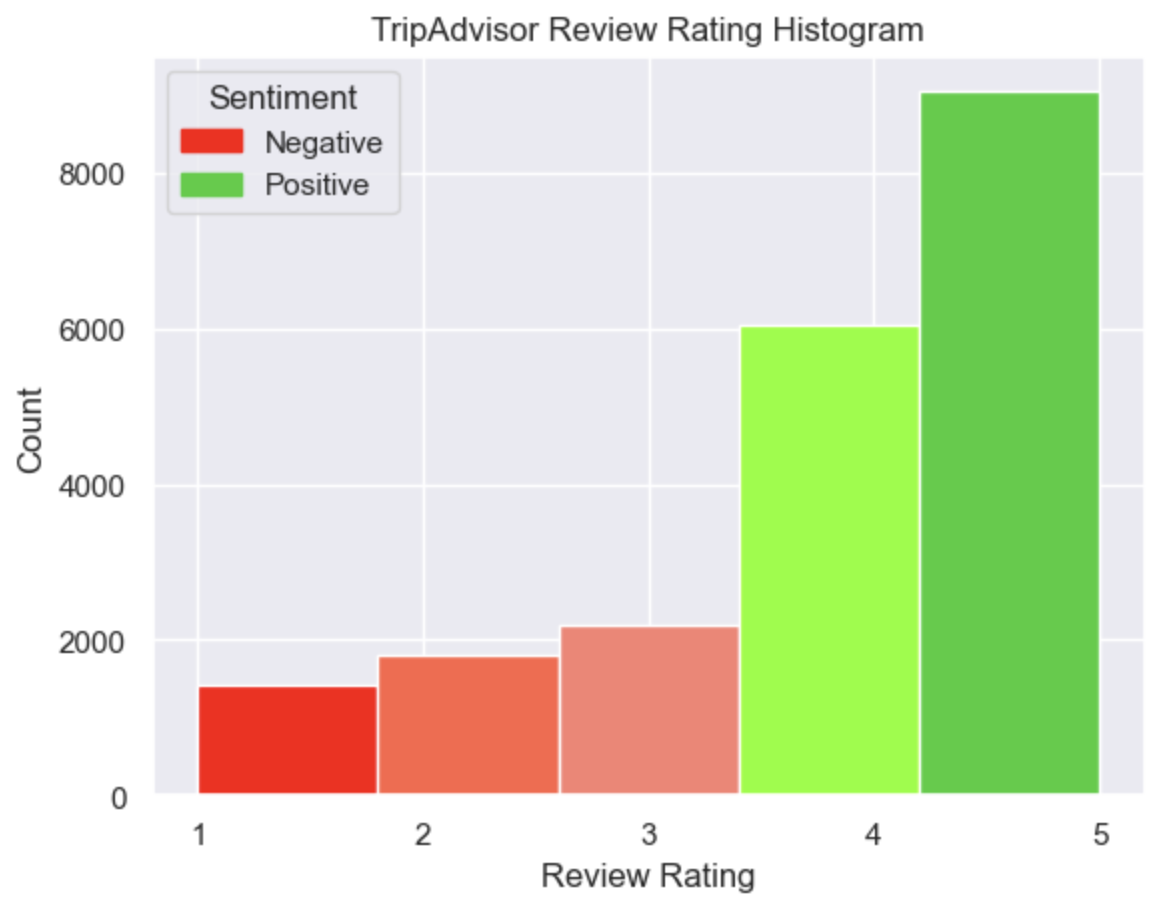 TripAdvisor Review Rating Histogram
Sentiment
Negative
Positive
8000
6000
4000
2000
0
Count
1 2 3 4 5
Review Rating